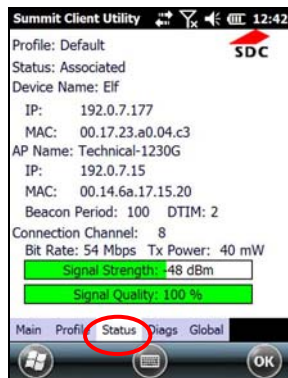 Summit Client Utility 12:42
SDC
Profile: Default
Status: Associated
Device Name: Elf
IP: 192.0.7.177
MAC: 00.17.23.a0.04.c3
AP Name: Technical-1230G
IP: 192.0.7.15
MAC: 00.14.6a.17.15.20
Beacon Period: 100 DTIM: 2
Connection Channel: 8
Bit Rate: 54 Mbps Tx Power: 40 mW
Signal Strength: -48 dBm
Signal Quality: 100 %
Main Profile Status Diags Global
OK